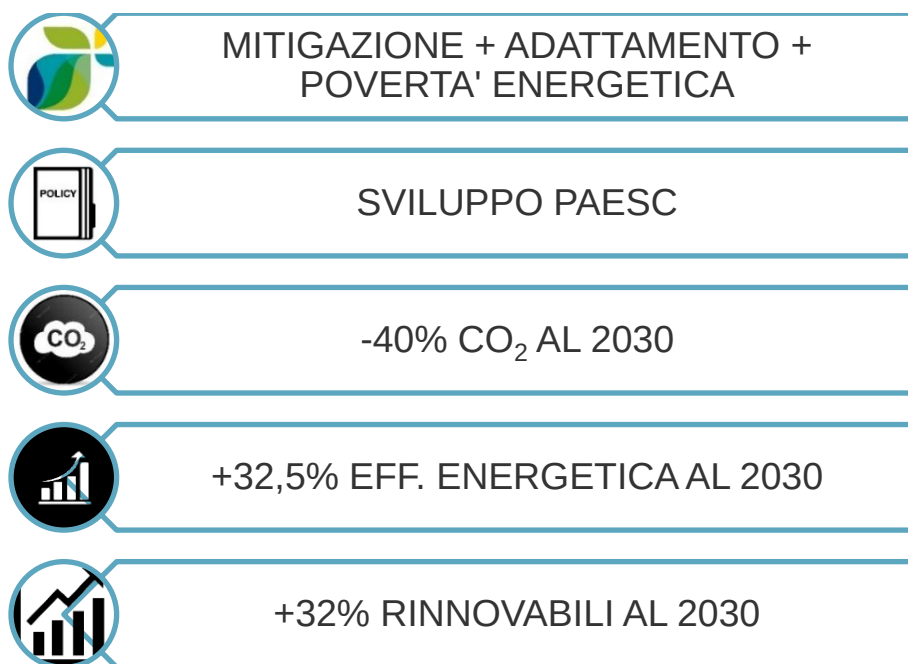 MITIGAZIONE + ADATTAMENTO +
POVERTA' ENERGETICA
POLICY
SVILUPPO PAESC
CO₂
-40% CO₂ AL 2030
+32,5% EFF. ENERGETICA AL 2030
+32% RINNOVABILI AL 2030